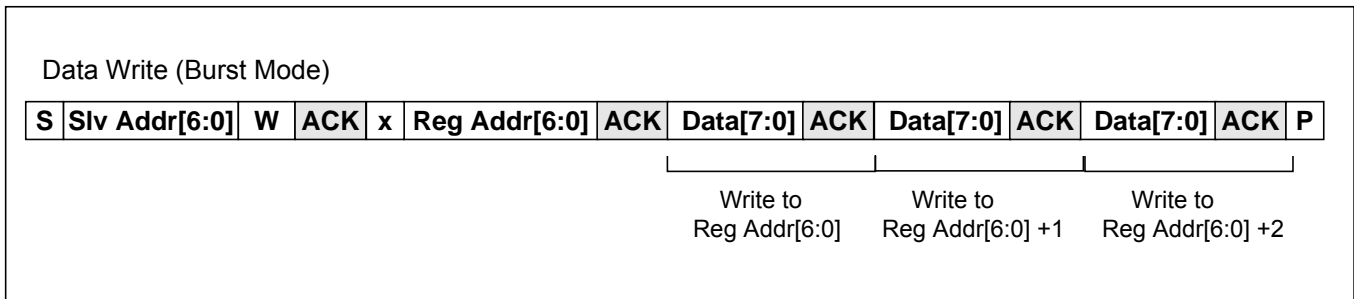 Data Write (Burst Mode)
S Slv Addr[6:0] W ACK x Reg Addr[6:0] ACK Data[7:0] ACK Data[7:0] ACK Data[7:0] ACK P
Write to Write to Write to
Reg Addr[6:0] Reg Addr[6:0] +1 Reg Addr[6:0] +2